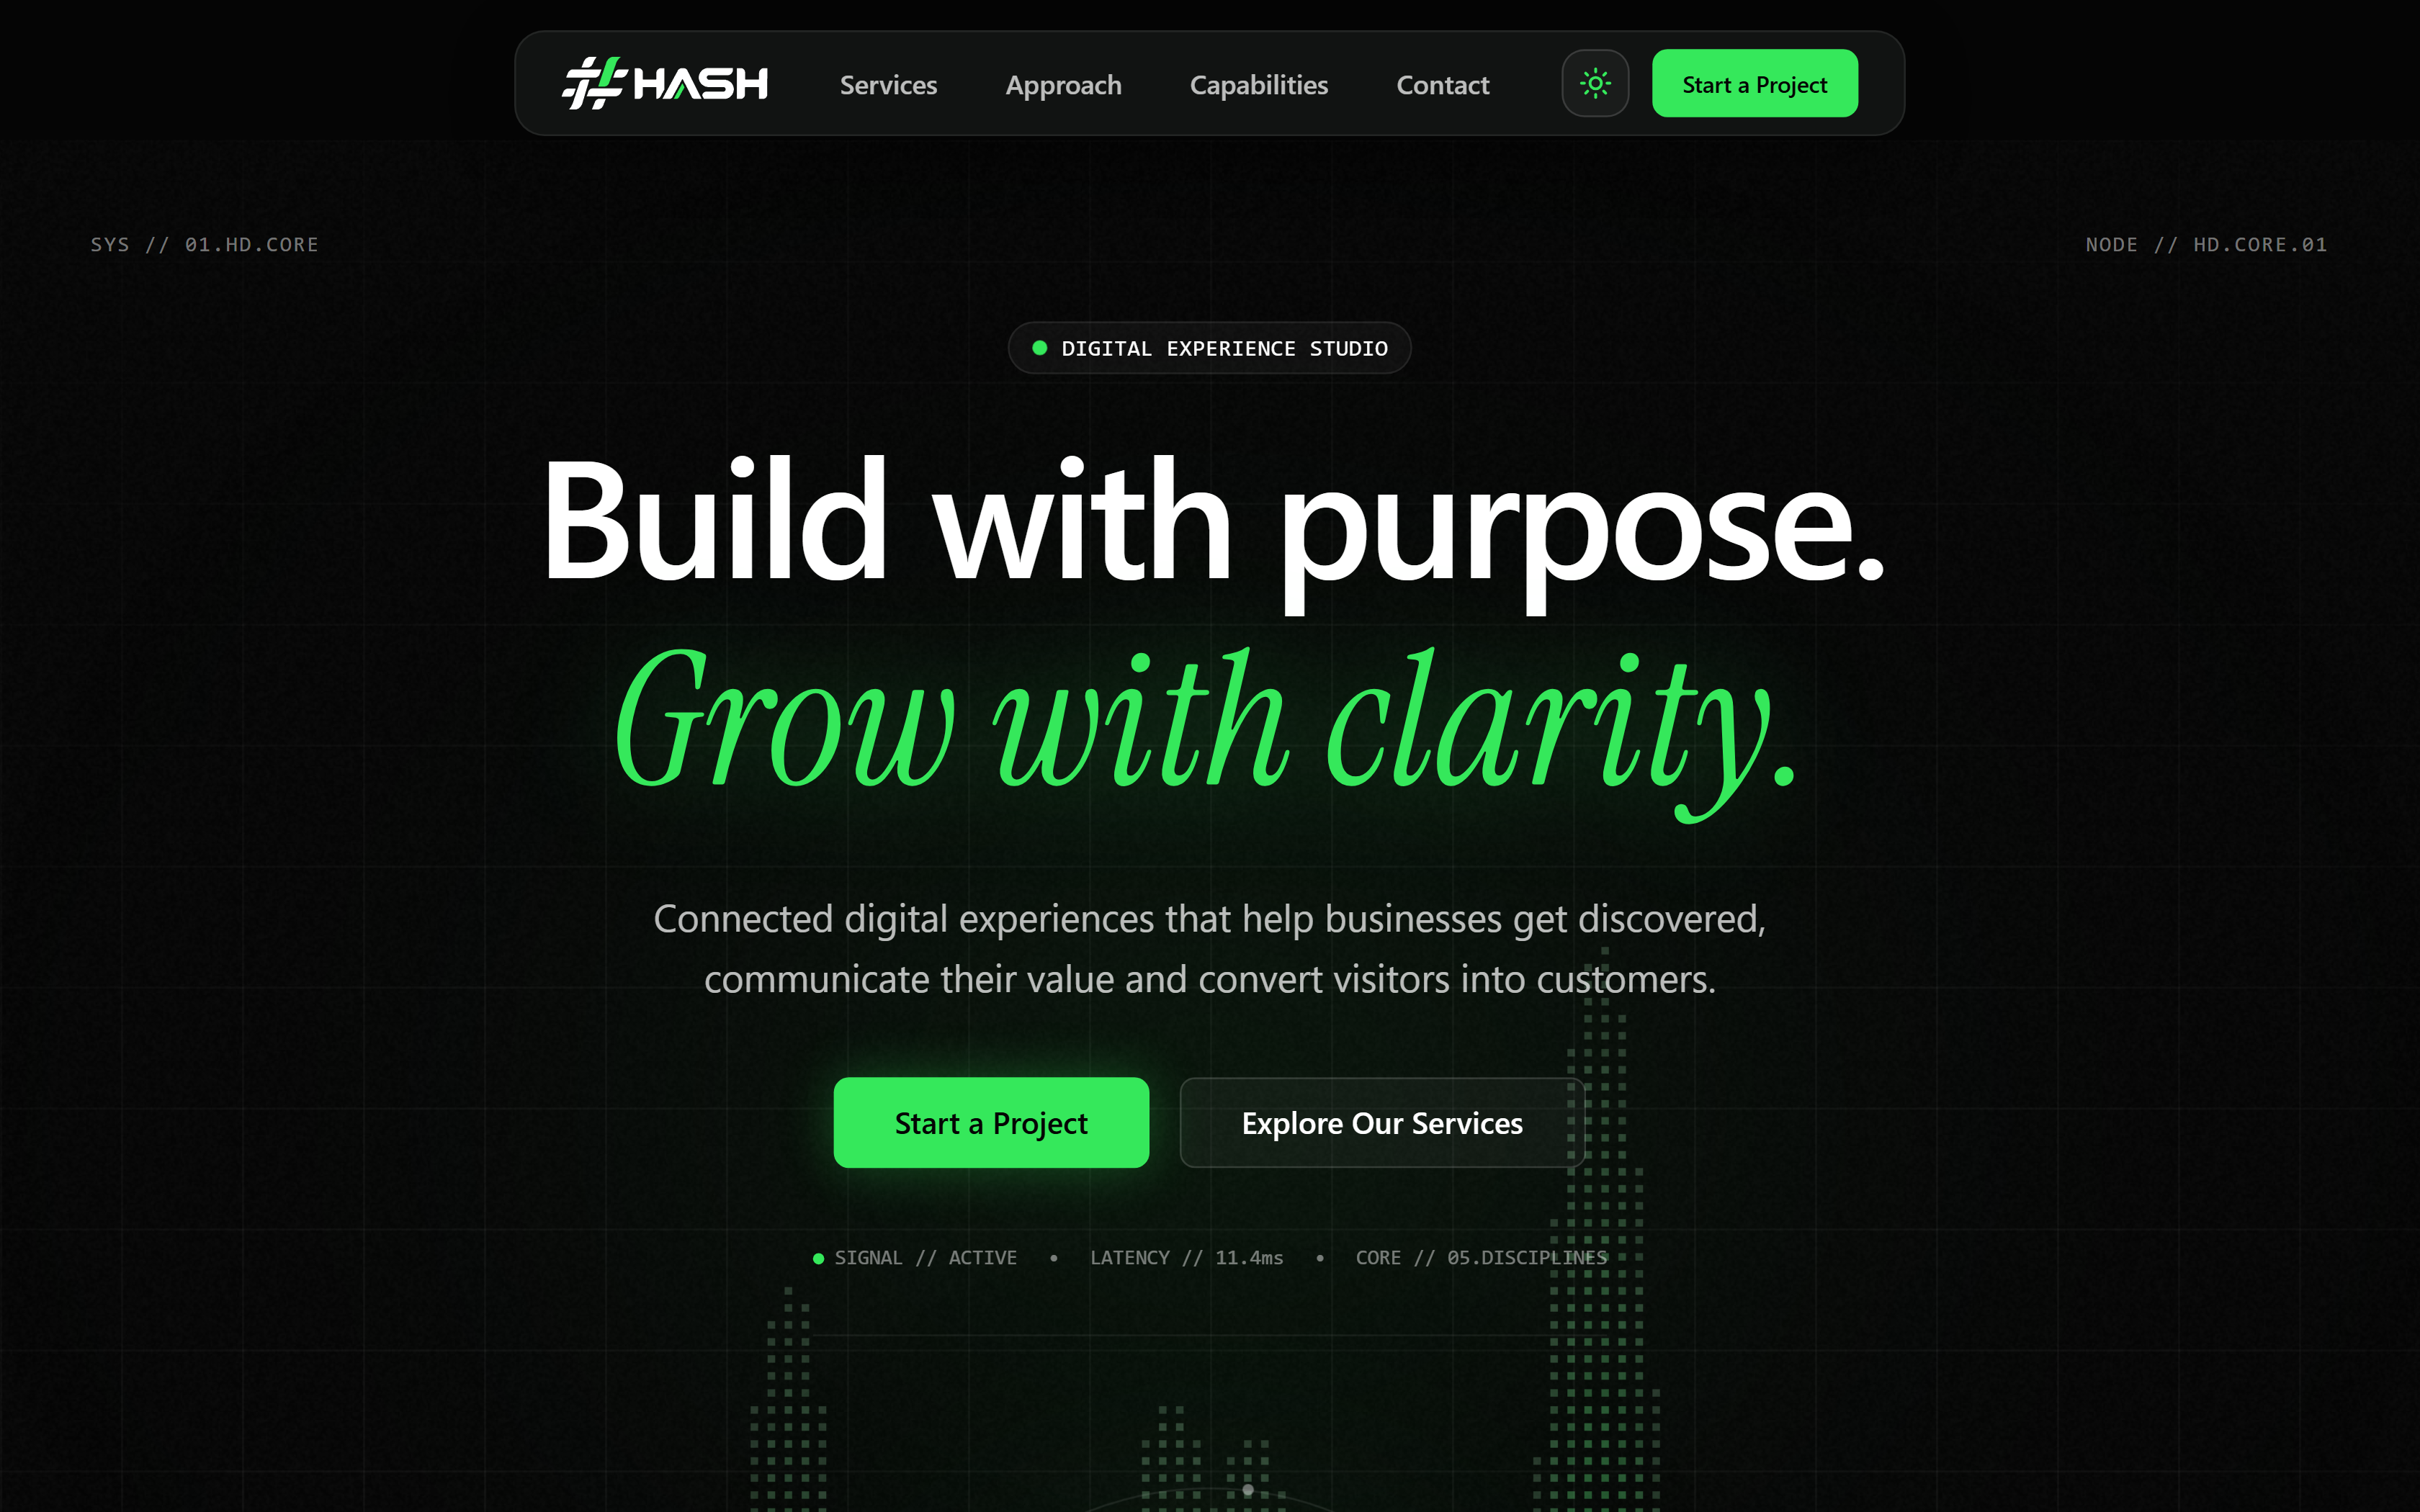 HASH
Services
Approach
Capabilities
Contact
Start a Project
SYS // 01.HD.CORE
NODE // HD.CORE.01
DIGITAL EXPERIENCE STUDIO
Build with purpose.
Grow with clarity.
Connected digital experiences that help businesses get discovered,
communicate their value and convert visitors into customers.
Start a Project
Explore Our Services
SIGNAL // ACTIVE • LATENCY // 11.4ms • CORE // 05.DISCIPLINES